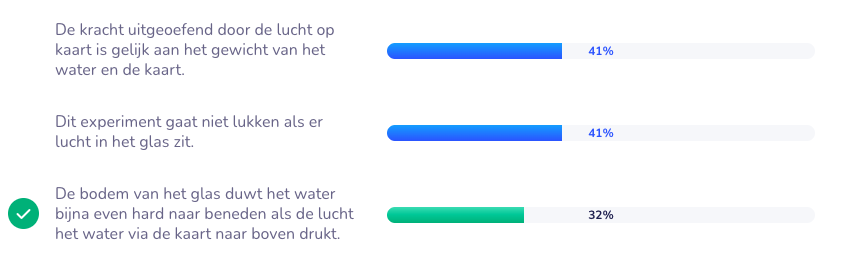 De kracht uitgeoefend door de lucht op
kaart is gelijk aan het gewicht van het
water en de kaart.
41%
Dit experiment gaat niet lukken als er
lucht in het glas zit.
41%
De bodem van het glas duwt het water
bijna even hard naar beneden als de lucht
het water via de kaart naar boven drukt.
32%